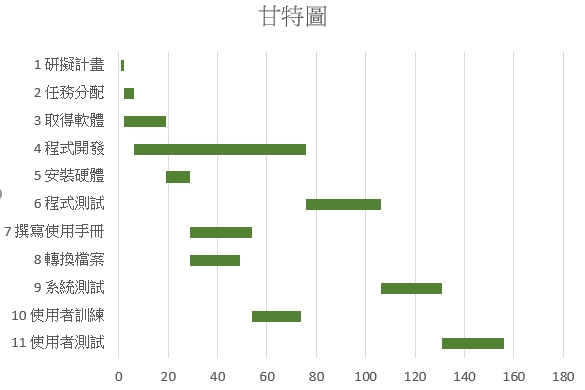 甘特圖
1 研擬計畫
2 任務分配
3 取得軟體
4 程式開發
5 安裝硬體
6 程式測試
7 撰寫使用手冊
8 轉換檔案
9 系統測試
10 使用者訓練
11 使用者測試
0 20 40 60 80 100 120 140 160 180